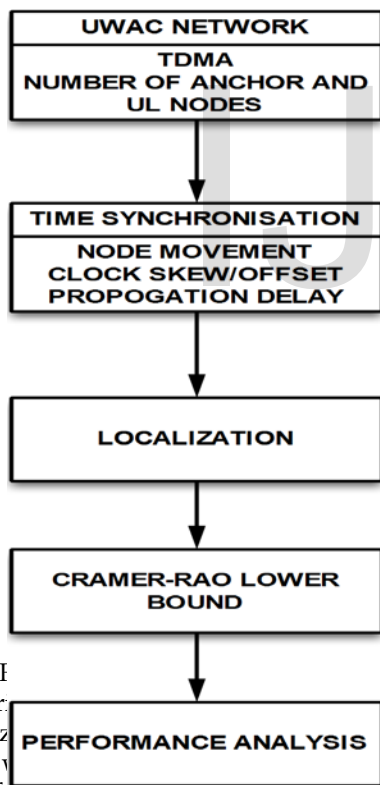 UWAC NETWORK
TDMA
NUMBER OF ANCHOR AND
UL NODES
IJ
TIME SYNCHRONISATION
NODE MOVEMENT
CLOCK SKEW/OFFSET
PROPOGATION DELAY
LOCALIZATION
CRAMER-RAO LOWER
BOUND
PERFORMANCE ANALYSIS